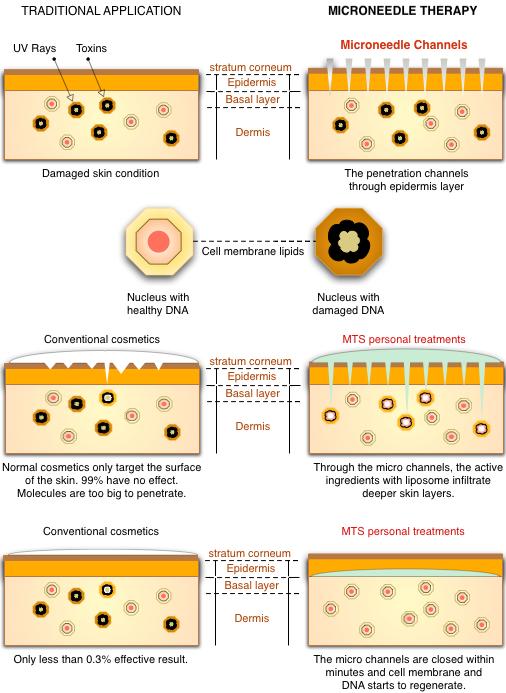 TRADITIONAL APPLICATION
MICRONEEDLE THERAPY
Microneedle Channels
UV Rays
Toxins
stratum corneum
Epidermis
Basal layer
Dermis
Damaged skin condition
The penetration channels
through epidermis layer
Cell membrane lipids
Nucleus with
healthy DNA
Nucleus with
damaged DNA
Conventional cosmetics
MTS personal treatments
stratum corneum
Epidermis
Basal layer
Dermis
Normal cosmetics only target the surface
of the skin. 99% have no effect.
Molecules are too big to penetrate.
Through the micro channels, the active
ingredients with liposome infiltrate
deeper skin layers.
Conventional cosmetics
MTS personal treatments
stratum corneum
Epidermis
Basal layer
Dermis
Only less than 0.3% effective result.
The micro channels are closed within
minutes and cell membrane and
DNA starts to regenerate.